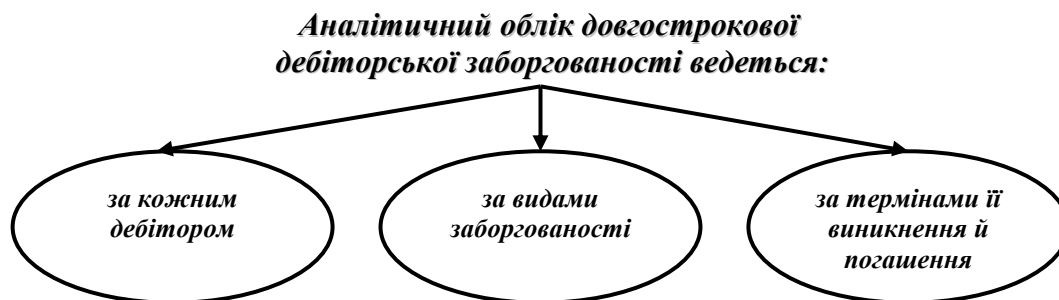 Аналітичний облік довгострокової
дебіторської заборгованості ведеться:
за кожним
дебітором
за видами
заборгованості
за термінами її
виникнення й
погашення